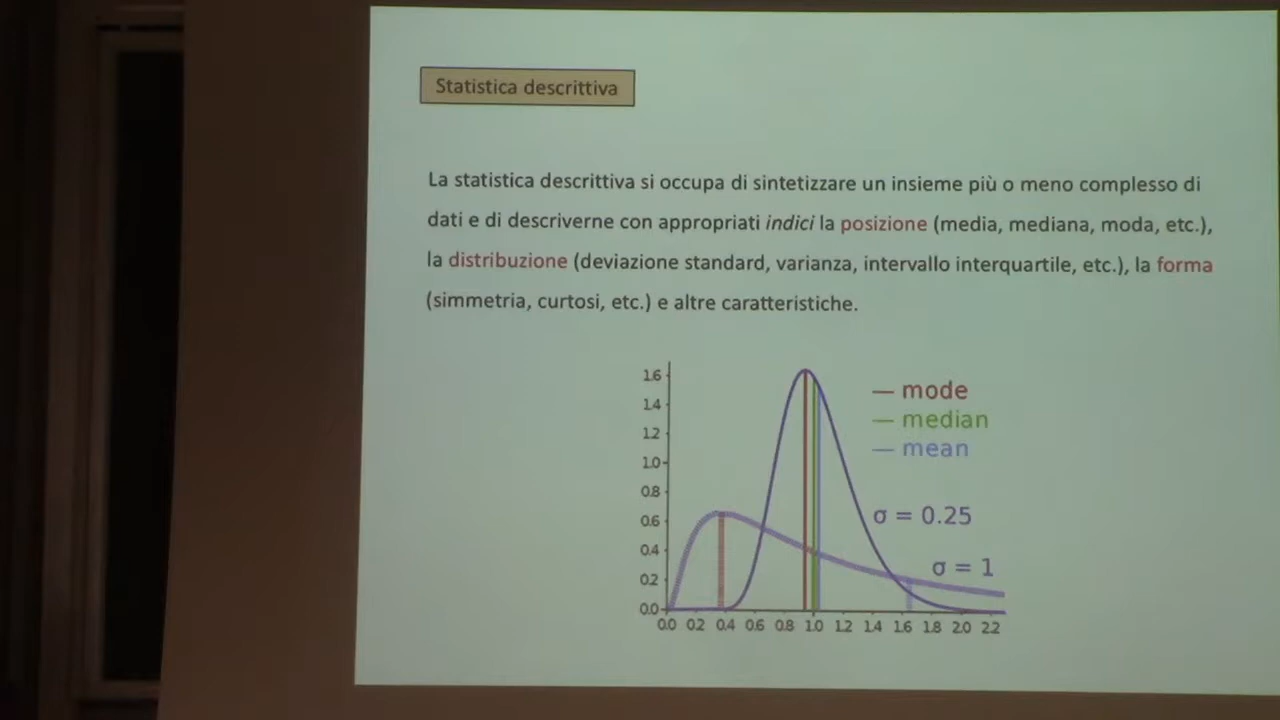 Statistica descrittiva
La statistica descrittiva si occupa di sintetizzare un insieme più o meno complesso di
dati e di descriverne con appropriati indici la posizione (media, mediana, moda, etc.),
la distribuzione (deviazione standard, varianza, intervallo interquartile, etc.), la forma
(simmetria, curtosi, etc.) e altre caratteristiche.
1.6
1.4
1.2
1.0
0.8
0.6
0.4
0.2
0.0
mode
median
mean
σ = 0.25
σ = 1
0.0 0.2 0.4 0.6 0.8 1.0 1.2 1.4 1.6 1.8 2.0 2.2